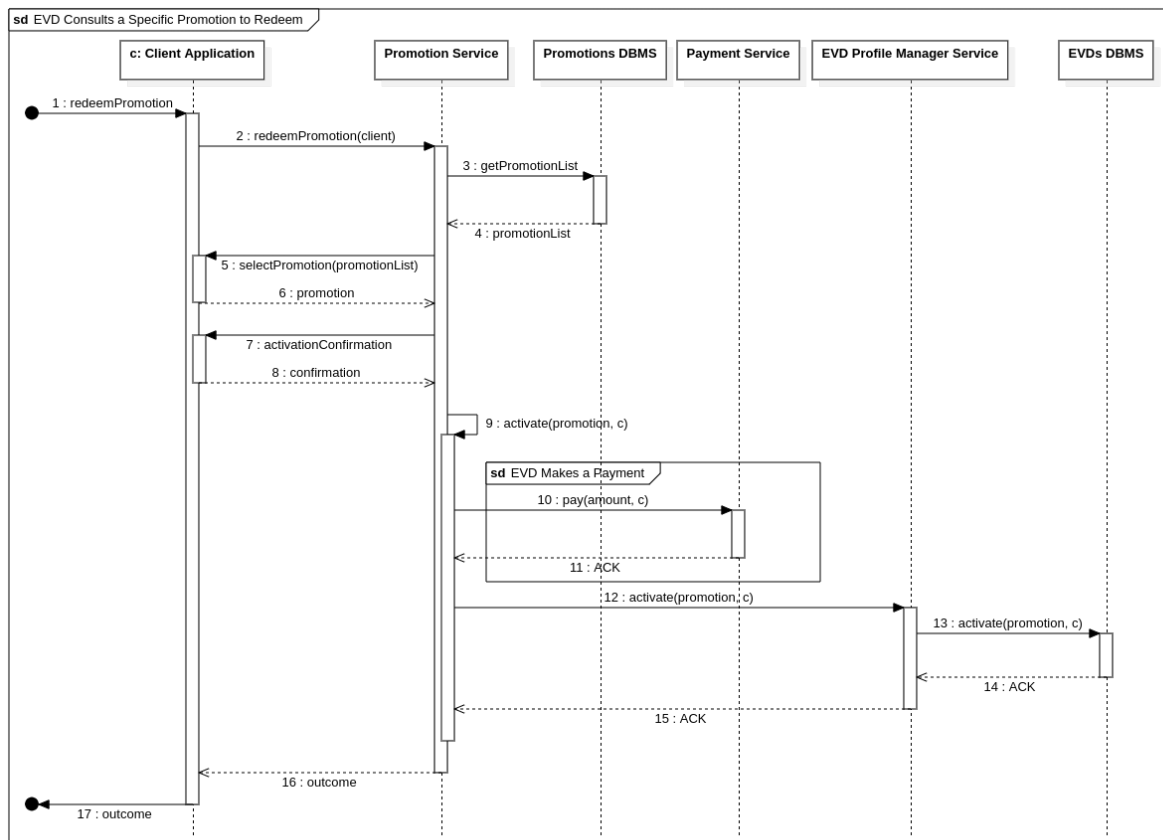 sd EVD Consults a Specific Promotion to Redeem
c: Client Application
Promotion Service
Promotions DBMS
Payment Service
EVD Profile Manager Service
EVDs DBMS
1 : redeemPromotion
2 : redeemPromotion(client)
3 : getPromotionList
4 : promotionList
5 : selectPromotion(promotionList)
6 : promotion
7 : activationConfirmation
8 : confirmation
9 : activate(promotion, c)
sd EVD Makes a Payment
10 : pay(amount, c)
11 : ACK
12 : activate(promotion, c)
13 : activate(promotion, c)
14 : ACK
15 : ACK
16 : outcome
17 : outcome